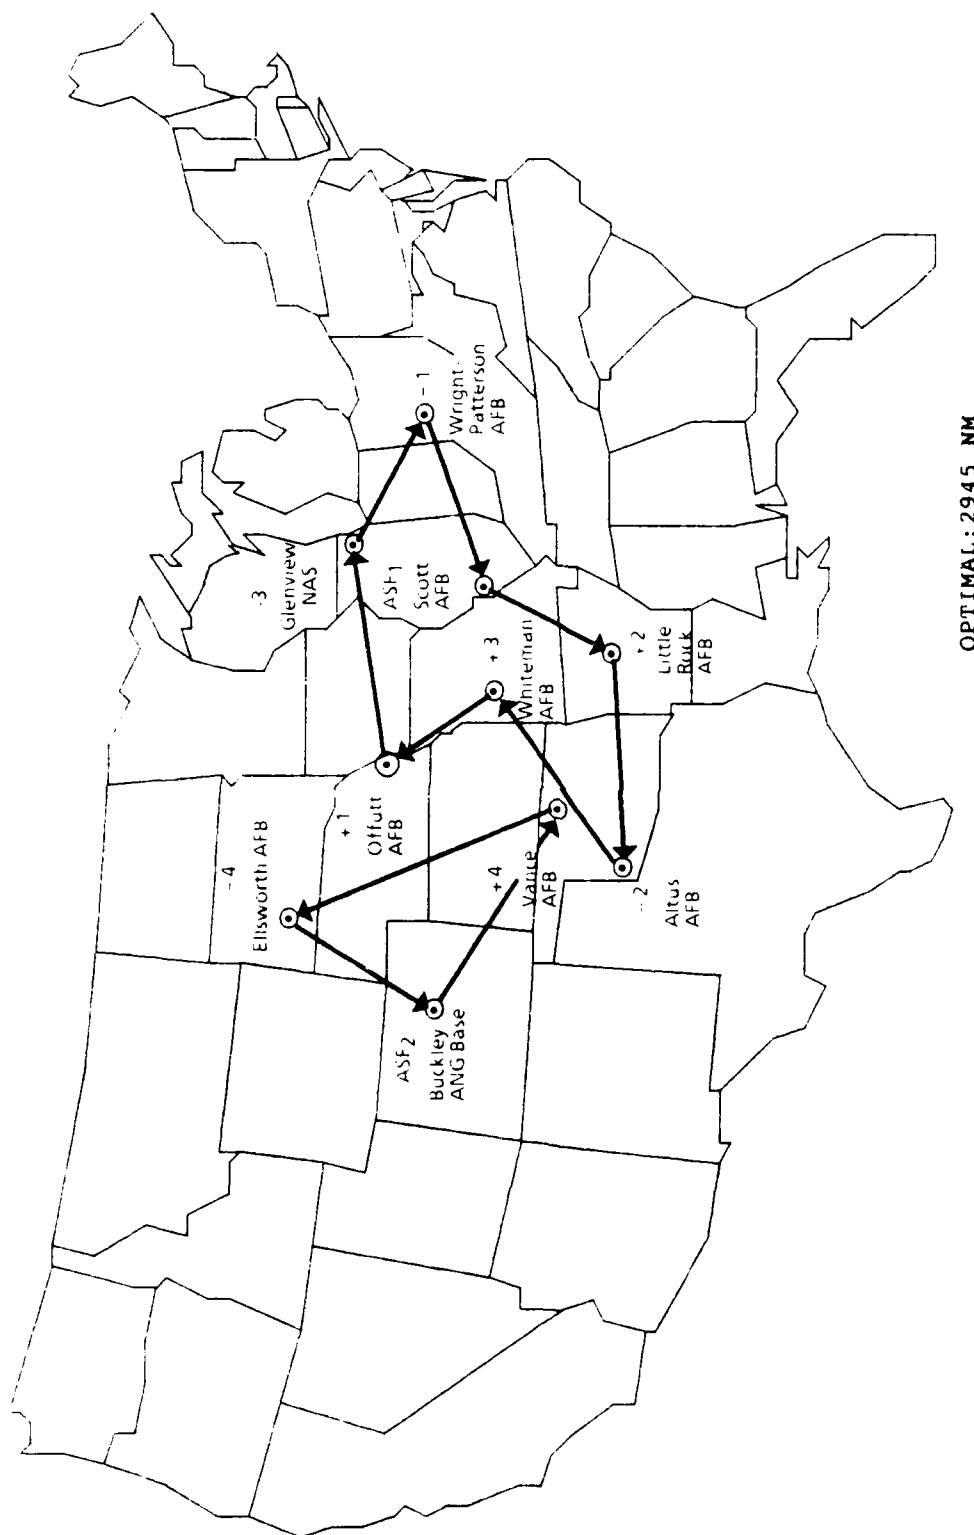 -4
Ellsworth AFB
-3
Glenview
NAS
+1
Offutt
AFB
ASF2
Buckley
ANG Base
ASF1
Scott
AFB
-1
Wright-
Patterson
AFB
+4
Vance
AFB
+3
Whiteman
AFB
-2
Altus
AFB
+2
Little
Rock
AFB
OPTIMAL:2945 NM